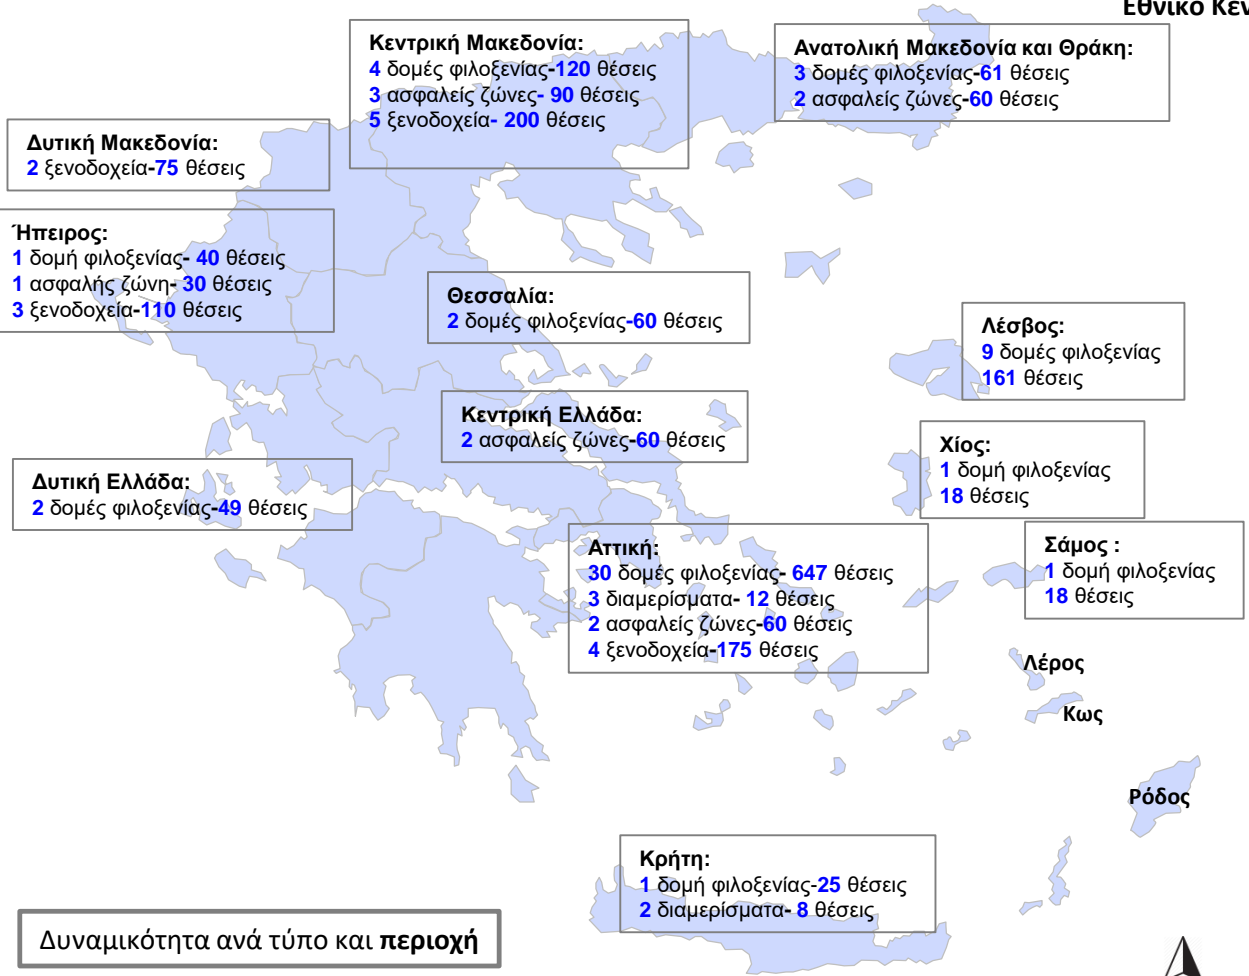 Εθνικό Κεν
Κεντρική Μακεδονία:
4 δομές φιλοξενίας-120 θέσεις
3 ασφαλείς ζώνες- 90 θέσεις
5 ξενοδοχεία- 200 θέσεις
Ανατολική Μακεδονία και Θράκη:
3 δομές φιλοξενίας-61 θέσεις
2 ασφαλείς ζώνες-60 θέσεις
Δυτική Μακεδονία:
2 ξενοδοχεία-75 θέσεις
Ήπειρος:
1 δομή φιλοξενίας- 40 θέσεις
1 ασφαλής ζώνη- 30 θέσεις
3 ξενοδοχεία-110 θέσεις
Θεσσαλία:
2 δομές φιλοξενίας-60 θέσεις
Λέσβος:
9 δομές φιλοξενίας
161 θέσεις
Κεντρική Ελλάδα:
2 ασφαλείς ζώνες-60 θέσεις
Χίος:
1 δομή φιλοξενίας
18 θέσεις
Δυτική Ελλάδα:
2 δομές φιλοξενίας-49 θέσεις
Αττική:
30 δομές φιλοξενίας- 647 θέσεις
3 διαμερίσματα- 12 θέσεις
2 ασφαλείς ζώνες-60 θέσεις
4 ξενοδοχεία-175 θέσεις
Σάμος :
1 δομή φιλοξενίας
18 θέσεις
Λέρος
Κως
Ρόδος
Κρήτη:
1 δομή φιλοξενίας-25 θέσεις
2 διαμερίσματα- 8 θέσεις
Δυναμικότητα ανά τύπο και περιοχή